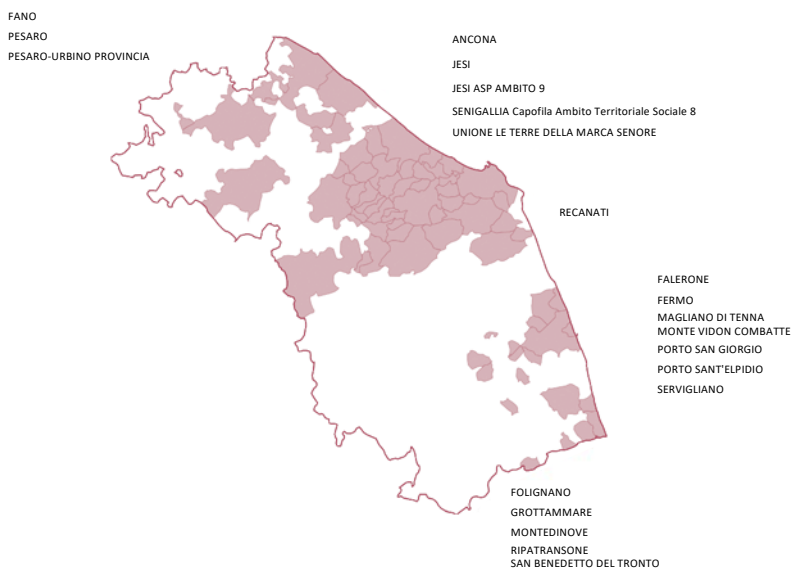 FANO
PESARO
PESARO-URBINO PROVINCIA
ANCONA
JESI
JESI ASP AMBITO 9
SENIGALLIA Capofila Ambito Territoriale Sociale 8
UNIONE LE TERRE DELLA MARCA SENORE
RECANATI
FALERONE
FERMO
MAGLIANO DI TENNA
MONTE VIDON COMBATTE
PORTO SAN GIORGIO
PORTO SANT'ELPIDIO
SERVIGLIANO
FOLIGNANO
GROTTAMMARE
MONTEDINOVE
RIPATRANSONE
SAN BENEDETTO DEL TRONTO